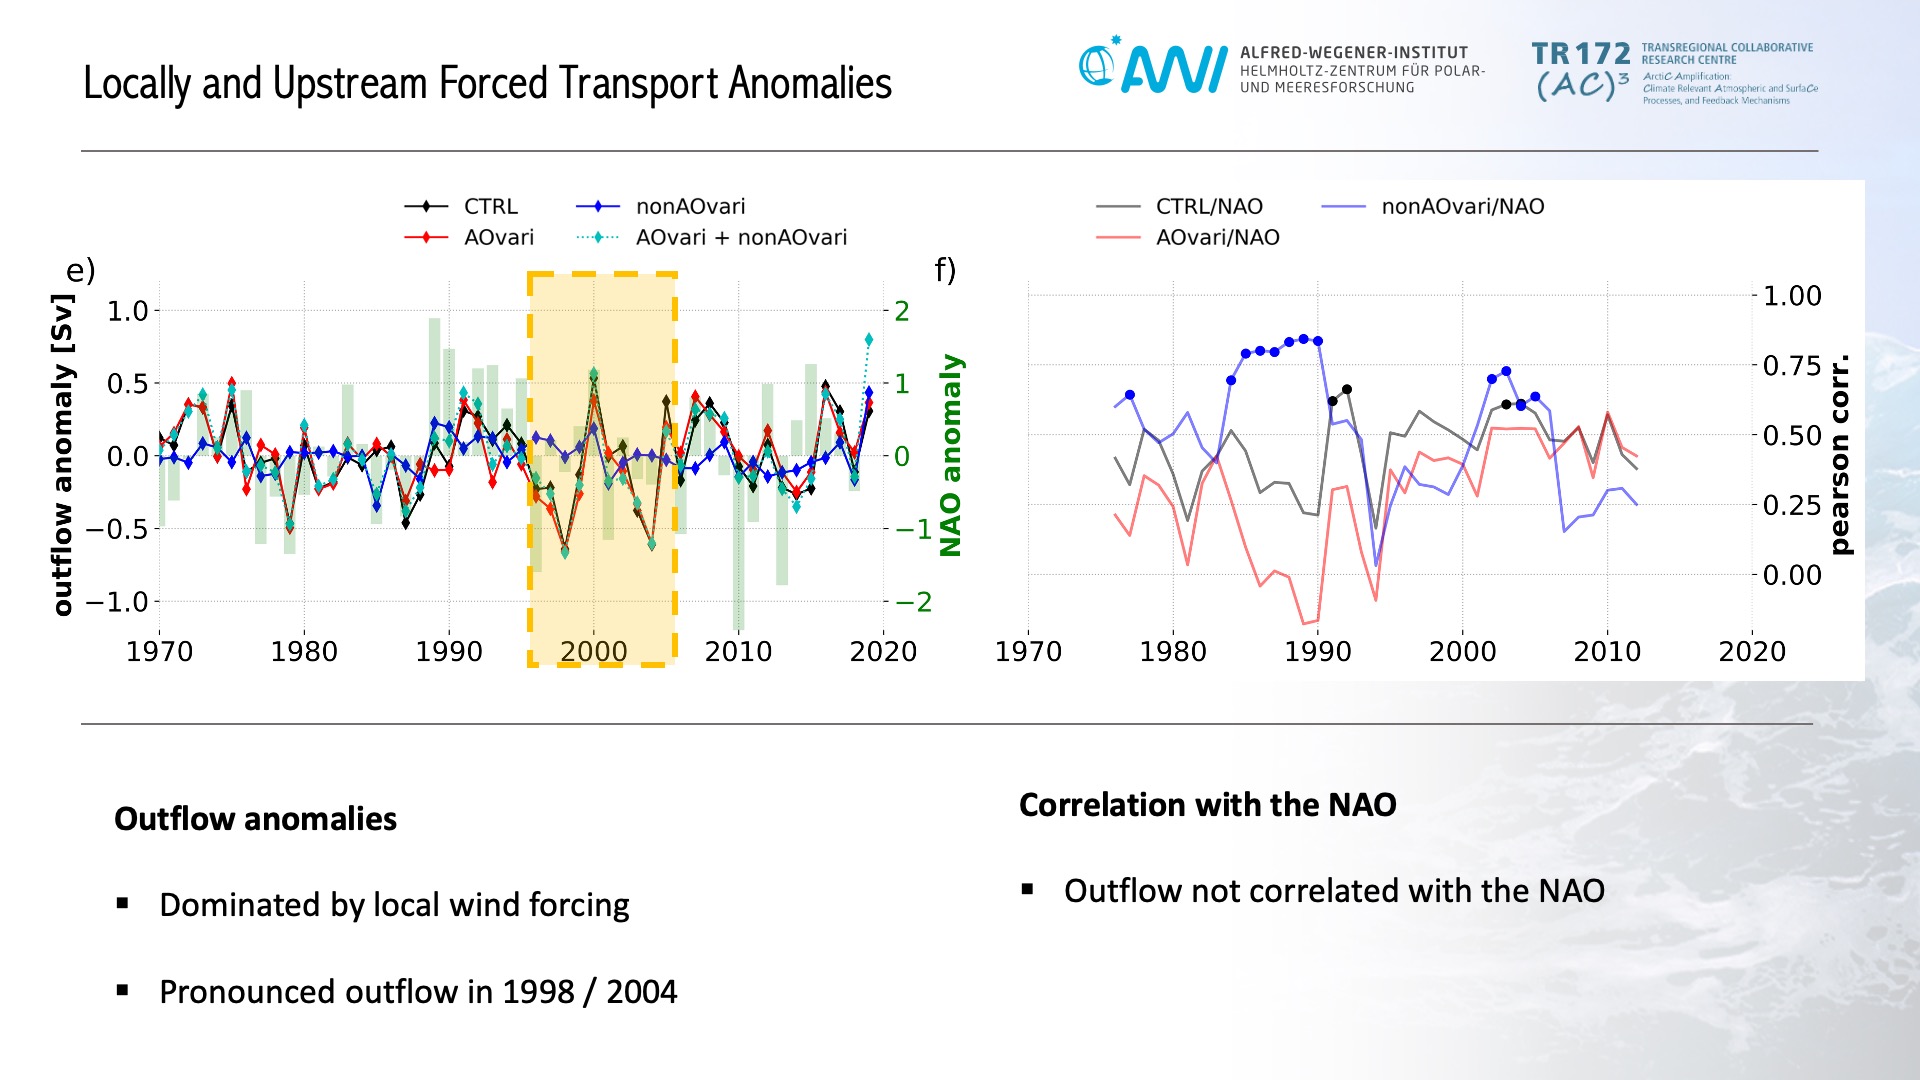 Locally and Upstream Forced Transport Anomalies
AWI
ALFRED-WEGENER-INSTITUT
HELMHOLTZ-ZENTRUM FÜR POLAR-
UND MEERESFORSCHUNG
TR 172
(AC)³
TRANSREGIONAL COLLABORATIVE
RESEARCH CENTRE
ArctiC Amplification:
Climate Relevant Atmospheric and SurfaCe
Processes, and Feedback Mechanisms
CTRL
AOvari
nonAOvari
AOvari + nonAOvari
e)
outflow anomaly [Sv]
1.0
0.5
0.0
−0.5
−1.0
2
1
0
−1
−2
NAO anomaly
1970 1980 1990 2000 2010 2020
CTRL/NAO
AOvari/NAO
nonAOvari/NAO
f)
1.00
0.75
0.50
0.25
0.00
pearson corr.
1970 1980 1990 2000 2010 2020
Outflow anomalies
▪ Dominated by local wind forcing
▪ Pronounced outflow in 1998 / 2004
Correlation with the NAO
▪ Outflow not correlated with the NAO